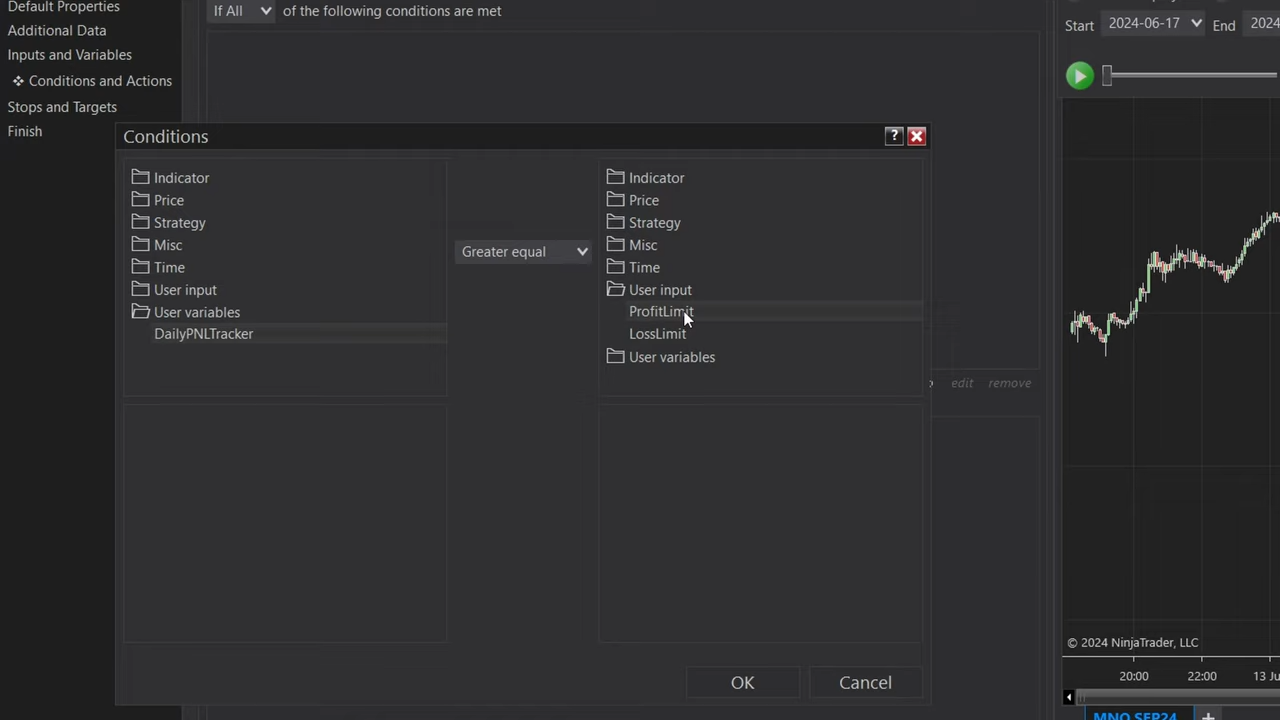 Default Properties
Additional Data
Inputs and Variables
Conditions and Actions
Stops and Targets
Finish
If All of the following conditions are met
Start 2024-06-17 End 2024
Conditions
?
Indicator
Price
Strategy
Misc
Time
User input
User variables
DailyPNLTracker
Greater equal
Indicator
Price
Strategy
Misc
Time
User input
ProfitLimit
LossLimit
User variables
edit remove
OK Cancel
© 2024 NinjaTrader, LLC
20:00 22:00 13 Ju
MNQ SEP24 +